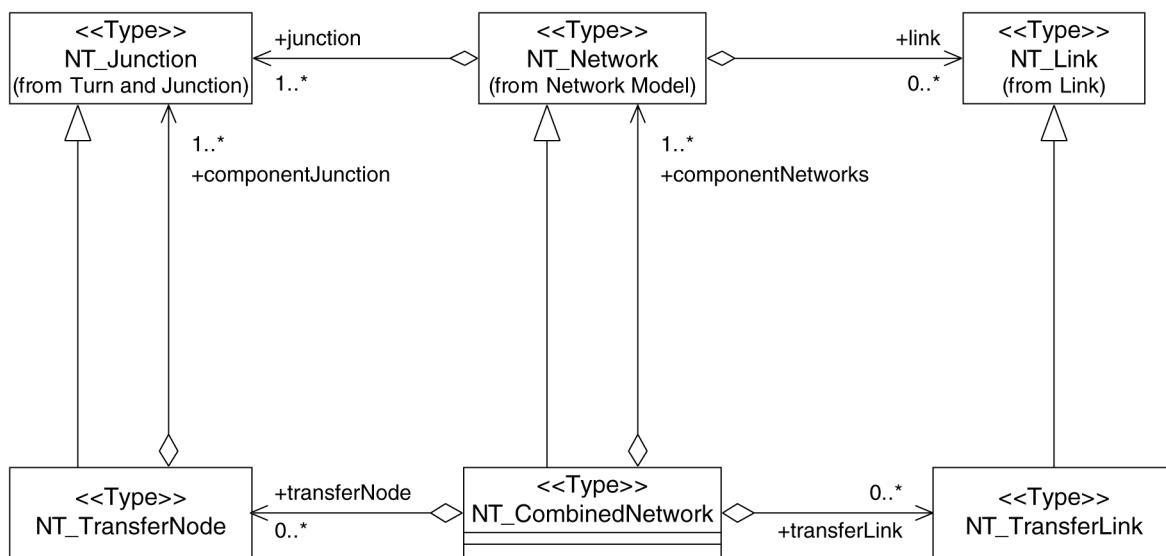 <<Type>>
NT_Junction
(from Turn and Junction)
+junction
1..*
<<Type>>
NT_Network
(from Network Model)
+link
0..*
<<Type>>
NT_Link
(from Link)
1..*
+componentJunction
1..*
+componentNetworks
<<Type>>
NT_TransferNode
+transferNode
0..*
<<Type>>
NT_CombinedNetwork
0..*
+transferLink
<<Type>>
NT_TransferLink